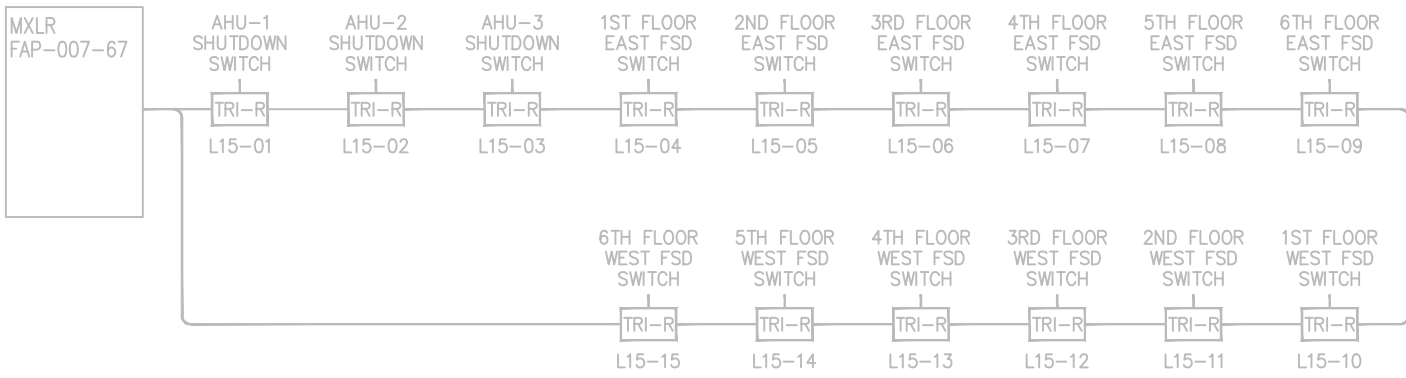 MXLR
FAP-007-67
AHU-1
SHUTDOWN
SWITCH
TRI-R
L15-01
AHU-2
SHUTDOWN
SWITCH
TRI-R
L15-02
AHU-3
SHUTDOWN
SWITCH
TRI-R
L15-03
1ST FLOOR
EAST FSD
SWITCH
TRI-R
L15-04
2ND FLOOR
EAST FSD
SWITCH
TRI-R
L15-05
3RD FLOOR
EAST FSD
SWITCH
TRI-R
L15-06
4TH FLOOR
EAST FSD
SWITCH
TRI-R
L15-07
5TH FLOOR
EAST FSD
SWITCH
TRI-R
L15-08
6TH FLOOR
EAST FSD
SWITCH
TRI-R
L15-09
6TH FLOOR
WEST FSD
SWITCH
TRI-R
L15-15
5TH FLOOR
WEST FSD
SWITCH
TRI-R
L15-14
4TH FLOOR
WEST FSD
SWITCH
TRI-R
L15-13
3RD FLOOR
WEST FSD
SWITCH
TRI-R
L15-12
2ND FLOOR
WEST FSD
SWITCH
TRI-R
L15-11
1ST FLOOR
WEST FSD
SWITCH
TRI-R
L15-10